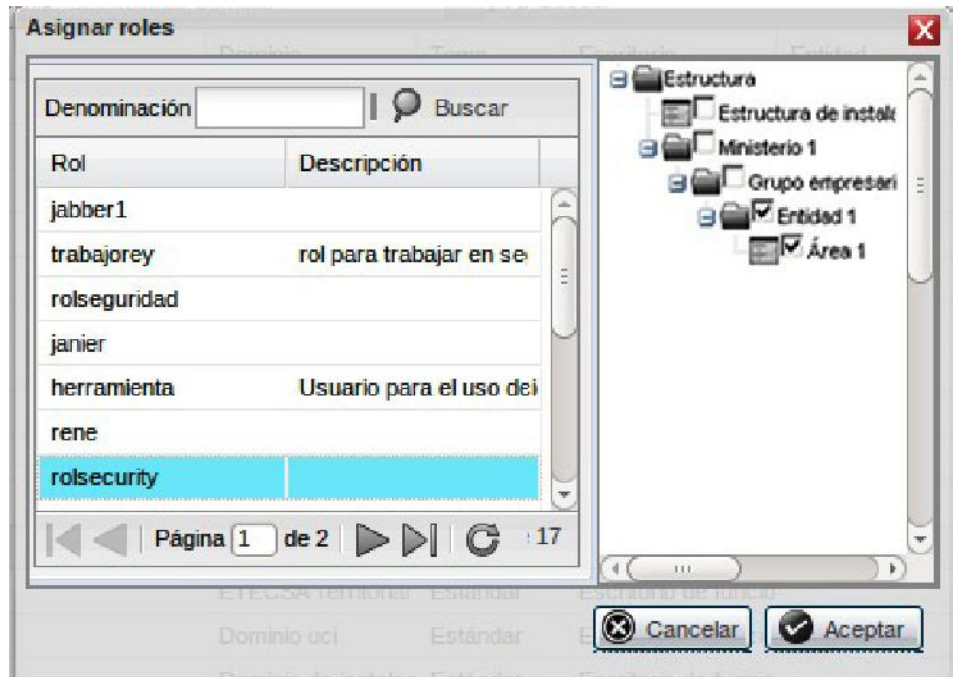 Asignar roles
Denominación Buscar
Rol Descripción
jabber1
trabajorey rol para trabajar en se
rolseguridad
janier
herramienta Usuario para el uso de
rene
rolsecurity
Página 1 de 2 17
Estructura
Estructura de instala
Ministerio 1
Grupo empresari
Entidad 1
Área 1
Cancelar Aceptar
Dominio Tema Escritorio Entidad
ETECSA Territorial Estándar Escritorio de funcio
Dominio uci Estándar